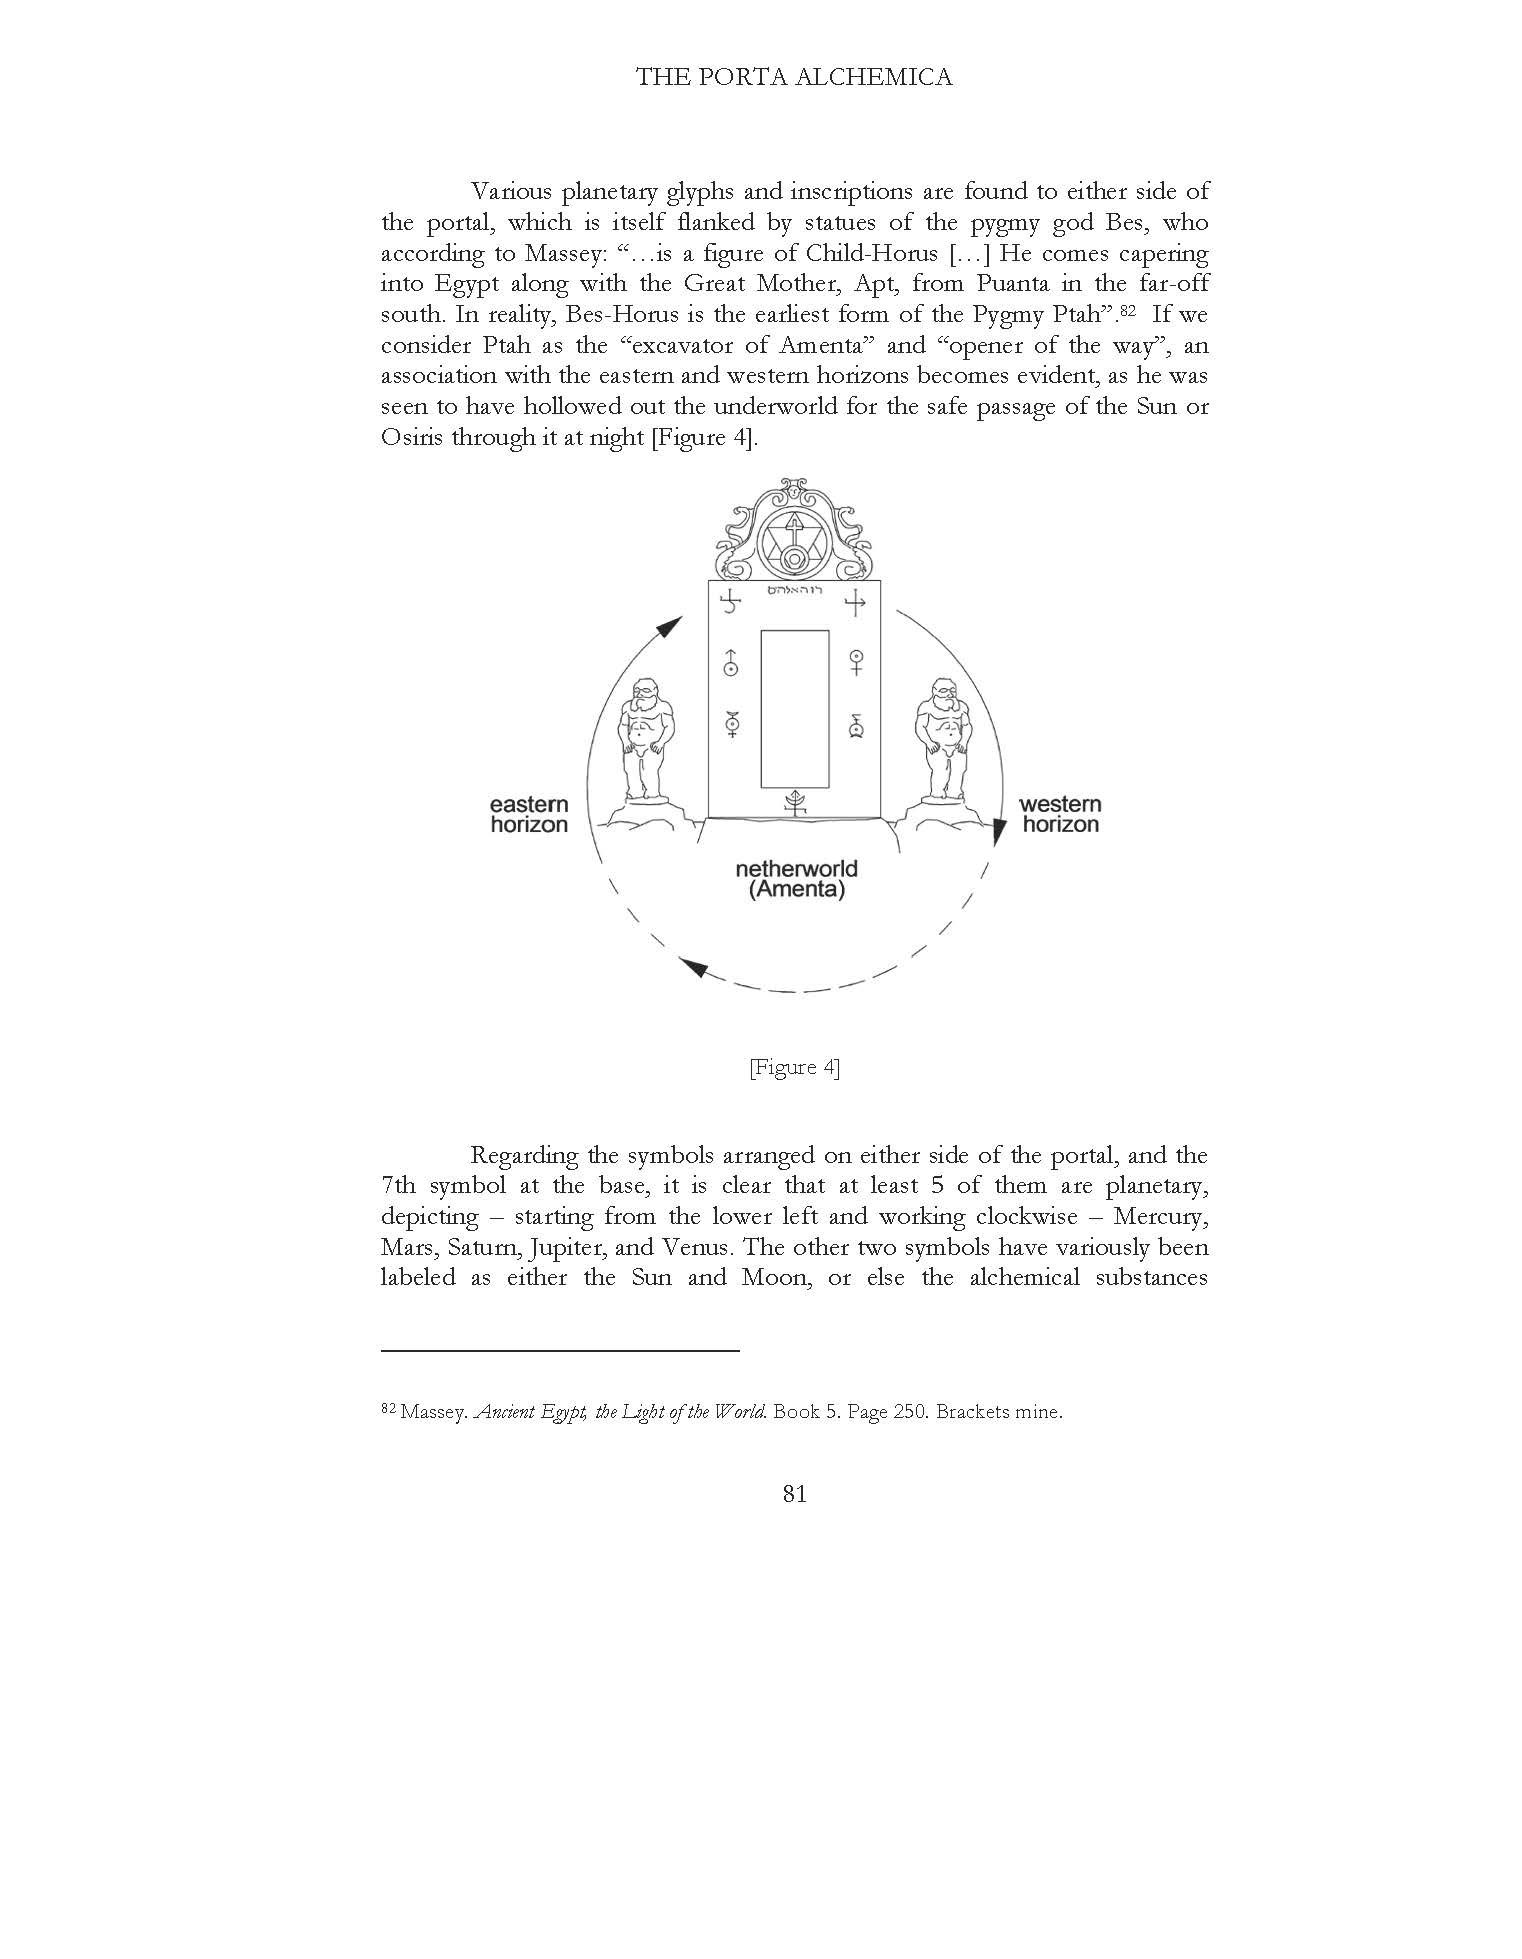 THE PORTA ALCHEMICA
Various planetary glyphs and inscriptions are found to either side of
the portal, which is itself flanked by statues of the pygmy god Bes, who
according to Massey: “…is a figure of Child-Horus […] He comes capering
into Egypt along with the Great Mother, Apt, from Puanta in the far-off
south. In reality, Bes-Horus is the earliest form of the Pygmy Ptah”.82 If we
consider Ptah as the “excavator of Amenta” and “opener of the way”, an
association with the eastern and western horizons becomes evident, as he was
seen to have hollowed out the underworld for the safe passage of the Sun or
Osiris through it at night [Figure 4].
eastern
horizon
western
horizon
netherworld
(Amenta)
[Figure 4]
Regarding the symbols arranged on either side of the portal, and the
7th symbol at the base, it is clear that at least 5 of them are planetary,
depicting – starting from the lower left and working clockwise – Mercury,
Mars, Saturn, Jupiter, and Venus. The other two symbols have variously been
labeled as either the Sun and Moon, or else the alchemical substances
82 Massey. Ancient Egypt, the Light of the World. Book 5. Page 250. Brackets mine.
81